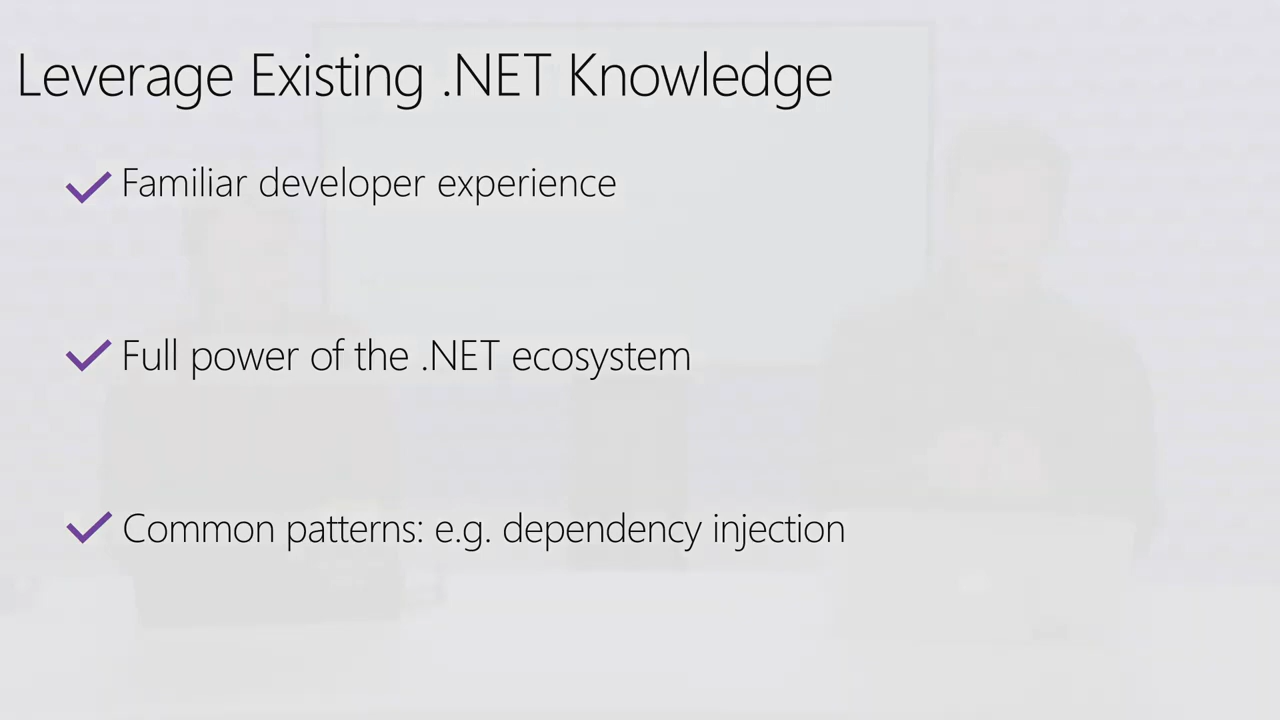 Leverage Existing .NET Knowledge
Familiar developer experience
Full power of the .NET ecosystem
Common patterns: e.g. dependency injection